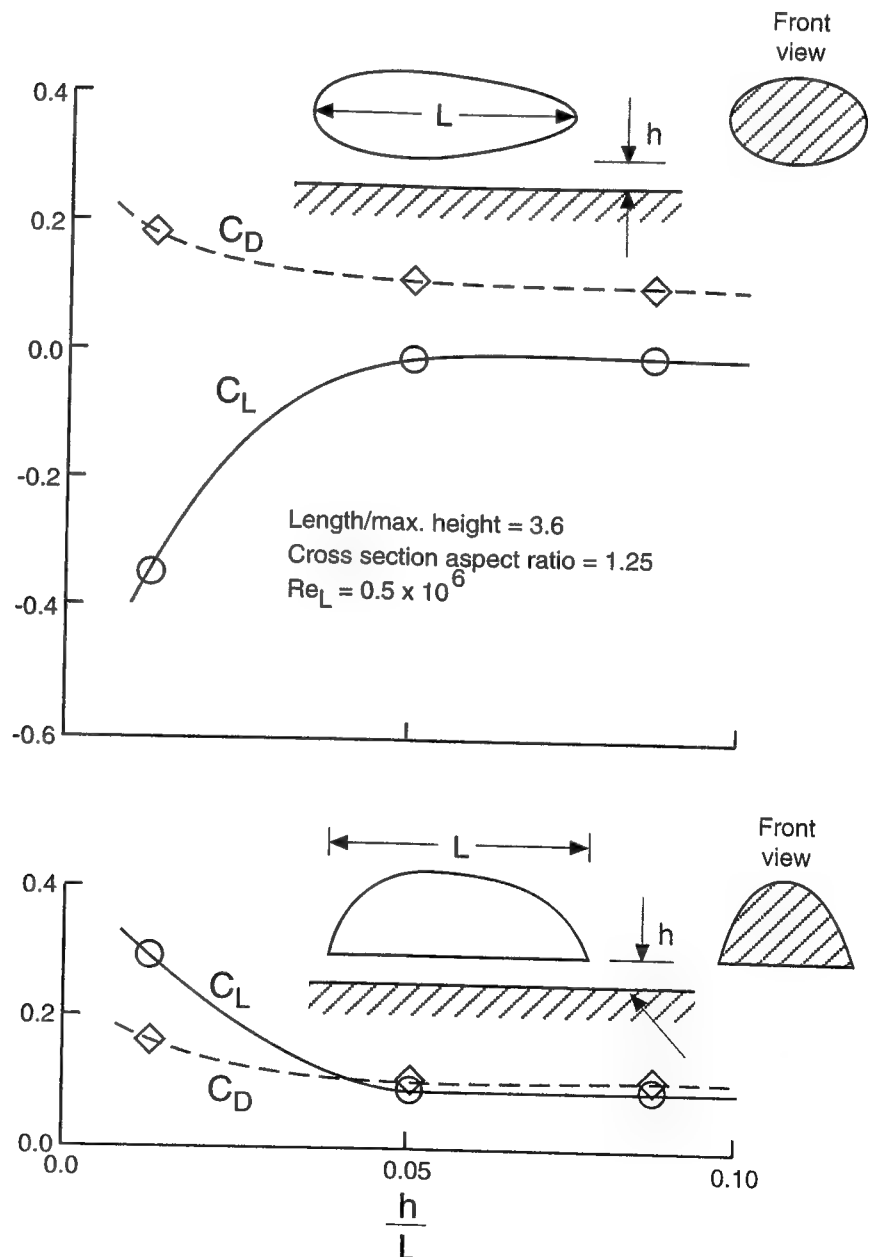 Front
view
0.4
L
h
0.2
C_D
0.0
C_L
-0.2
Length/max. height = 3.6
Cross section aspect ratio = 1.25
Re_L = 0.5 x 10^6
-0.4
-0.6
Front
view
L
0.4
h
C_L
0.2
C_D
0.0
0.0
0.05
0.10
h
L